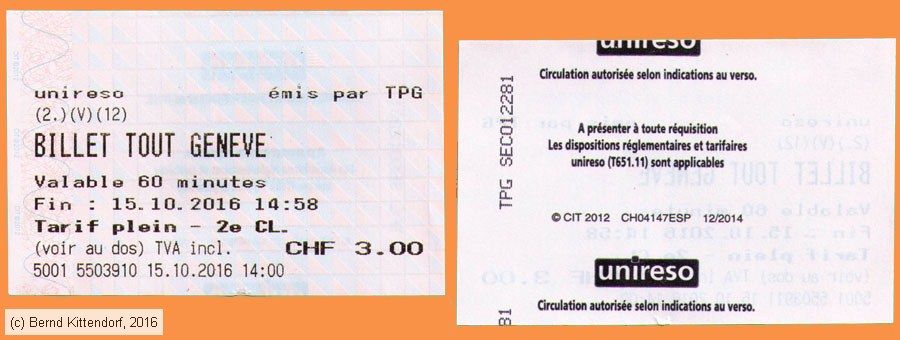 unireso émis par TPG
(2.)(V)(12)
BILLET TOUT GENEVE
Valable 60 minutes
Fin : 15.10.2016 14:58
Tarif plein - 2e CL.
(voir au dos) TVA incl. CHF 3.00
5001 5503910 15.10.2016 14:00
(c) Bernd Kittendorf, 2016
unireso
Circulation autorisée selon indications au verso.
TPG SEC012281
A présenter à toute réquisition
Les dispositions réglementaires et tarifaires
unireso (T651.11) sont applicables
© CIT 2012 CH04147ESP 12/2014
unireso
Circulation autorisée selon indications au verso.
81